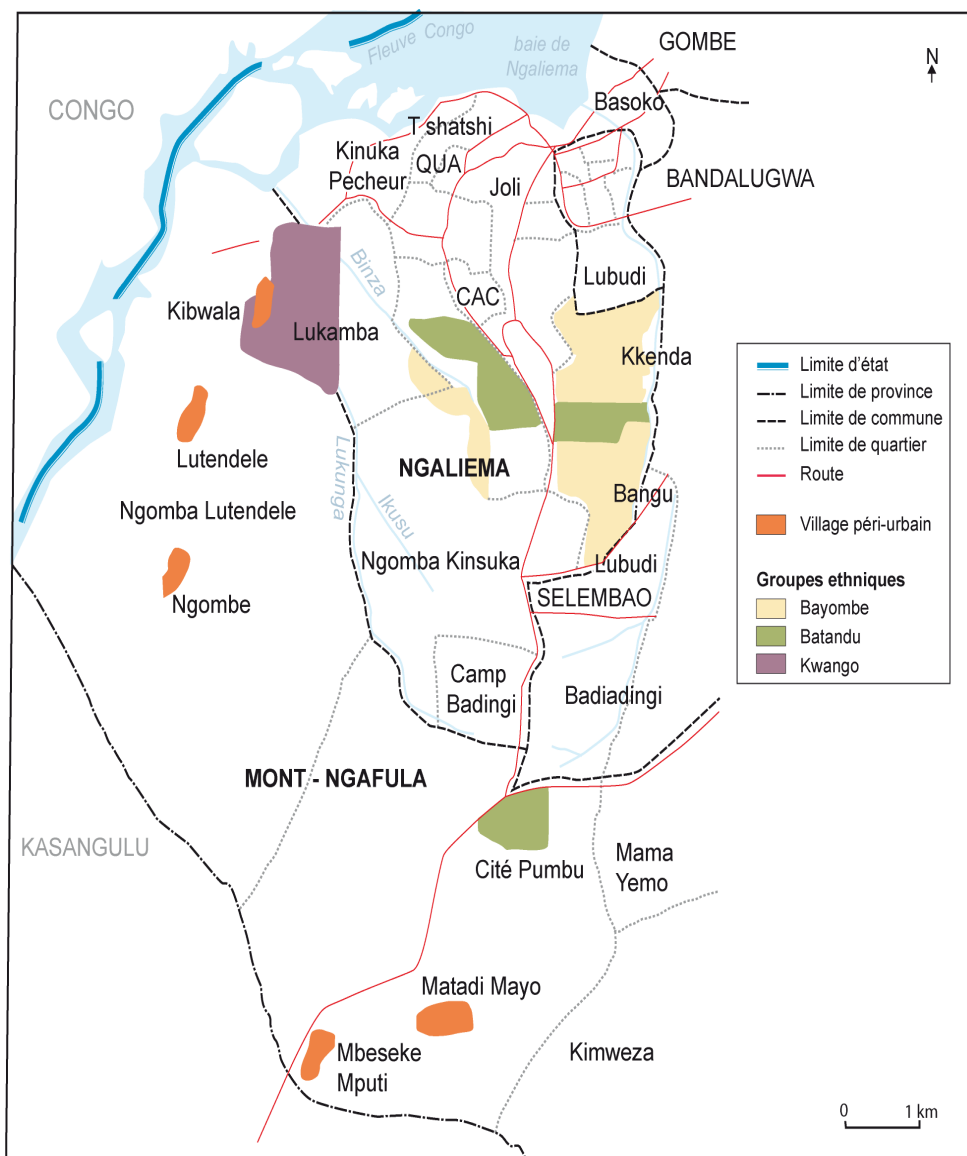 Fleuve Congo
baie de
Ngaliema
GOMBE
N
CONGO
Basoko
Tshatshi
Kinuka
Pecheur
QUA
Joli
BANDALUGWA
Binza
Lubudi
CAC
Kibwala
Lukamba
Kkenda
Lutendele
Lukunga
NGALIEMA
Ikusu
Bangu
Ngomba Lutendele
Ngomba Kinsuka
Lubudi
Ngombe
SELEMBAO
Camp
Badingi
Badiadingi
MONT - NGAFULA
KASANGULU
Cité Pumbu
Mama
Yemo
Matadi Mayo
Mbeseke
Mputi
Kimweza
Limite d'état
Limite de province
Limite de commune
Limite de quartier
Route
Village péri-urbain
Groupes ethniques
Bayombe
Batandu
Kwango
0 1 km